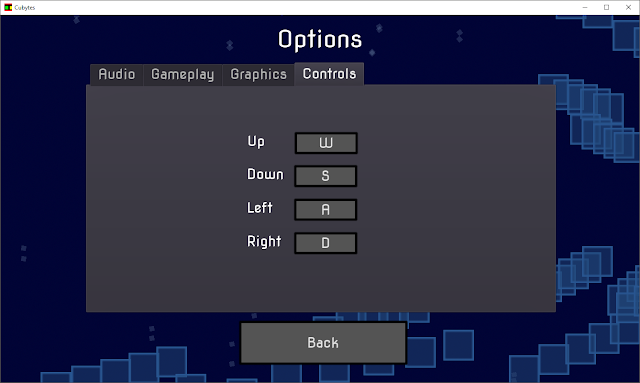 Cubytes
Options
Audio Gameplay Graphics Controls
Up W
Down S
Left A
Right D
Back